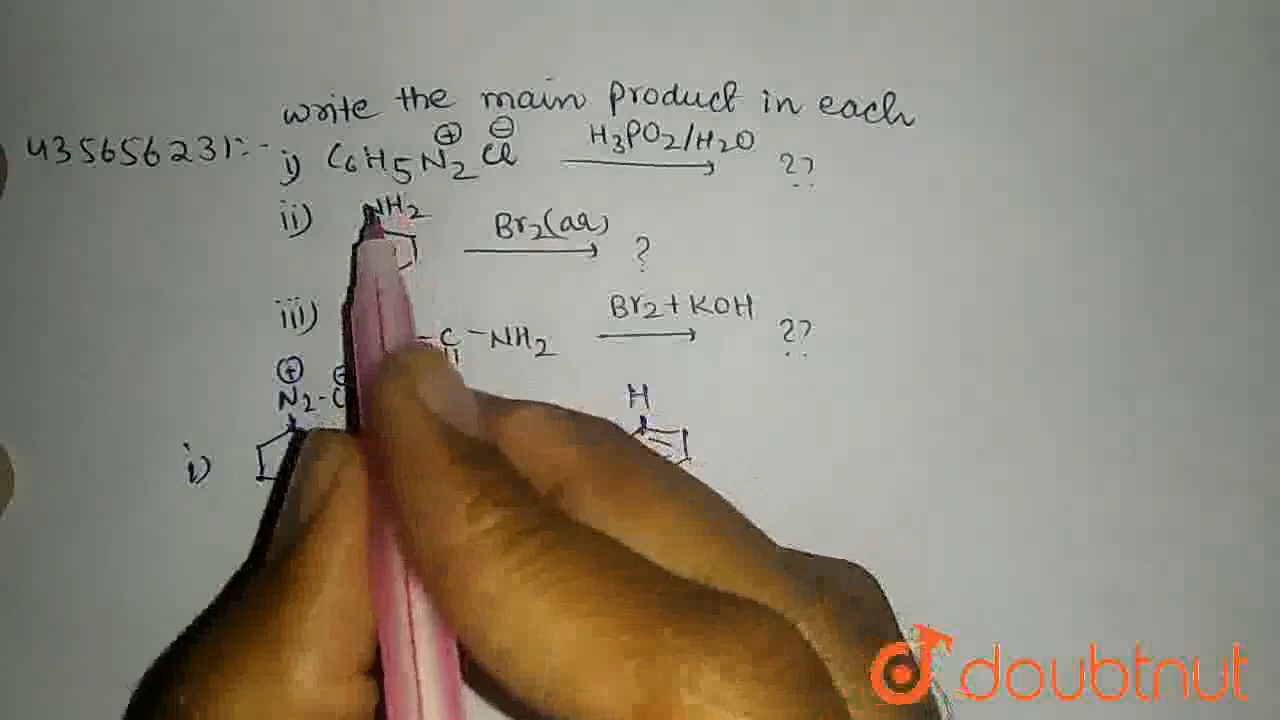 write the main product in each
435656231:- i) C6H5N2 ⊕ Cl ⊖ H3PO2/H2O ??
ii) NH2 Br2(aq) ?
iii) C -NH2 Br2+KOH ??
⊕
N2-C H
i)
doubtnut